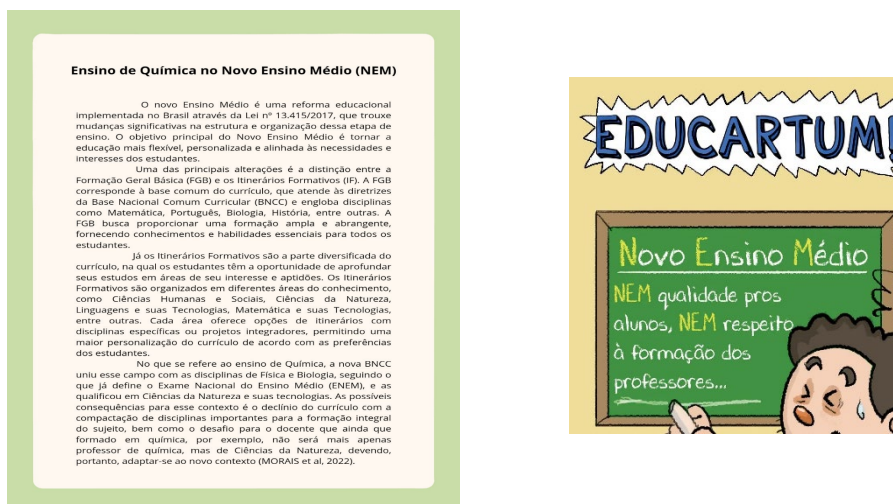 Ensino de Química no Novo Ensino Médio (NEM)
O novo Ensino Médio é uma reforma educacional
implementada no Brasil através da Lei nº 13.415/2017, que trouxe
mudanças significativas na estrutura e organização dessa etapa de
ensino. O objetivo principal do Novo Ensino Médio é tornar a
educação mais flexível, personalizada e alinhada às necessidades e
interesses dos estudantes.
Uma das principais alterações é a distinção entre a
Formação Geral Básica (FGB) e os Itinerários Formativos (IF). A FGB
corresponde à base comum do currículo, que atende às diretrizes
da Base Nacional Comum Curricular (BNCC) e engloba disciplinas
como Matemática, Português, Biologia, História, entre outras. A
FGB busca proporcionar uma formação ampla e abrangente,
fornecendo conhecimentos e habilidades essenciais para todos os
estudantes.
Já os Itinerários Formativos são a parte diversificada do
currículo, na qual os estudantes têm a oportunidade de aprofundar
seus estudos em áreas de seu interesse e aptidões. Os Itinerários
Formativos são organizados em diferentes áreas do conhecimento,
como Ciências Humanas e Sociais, Ciências da Natureza,
Linguagens e suas Tecnologias, Matemática e suas Tecnologias,
entre outras. Cada área oferece opções de itinerários com
disciplinas específicas ou projetos integradores, permitindo uma
maior personalização do currículo de acordo com as preferências
dos estudantes.
No que se refere ao ensino de Química, a nova BNCC
uniu esse campo com as disciplinas de Física e Biologia, seguindo o
que já define o Exame Nacional do Ensino Médio (ENEM), e as
qualificou em Ciências da Natureza e suas tecnologias. As possíveis
consequências para esse contexto é o declínio do currículo com a
compactação de disciplinas importantes para a formação integral
do sujeito, bem como o desafio para o docente que ainda que
formado em química, por exemplo, não será mais apenas
professor de química, mas de Ciências da Natureza, devendo,
portanto, adaptar-se ao novo contexto (MORAIS et al, 2022).
EDUCARTUM!
Novo Ensino Médio
NEM qualidade pros
alunos, NEM respeito
à formação dos
professores...